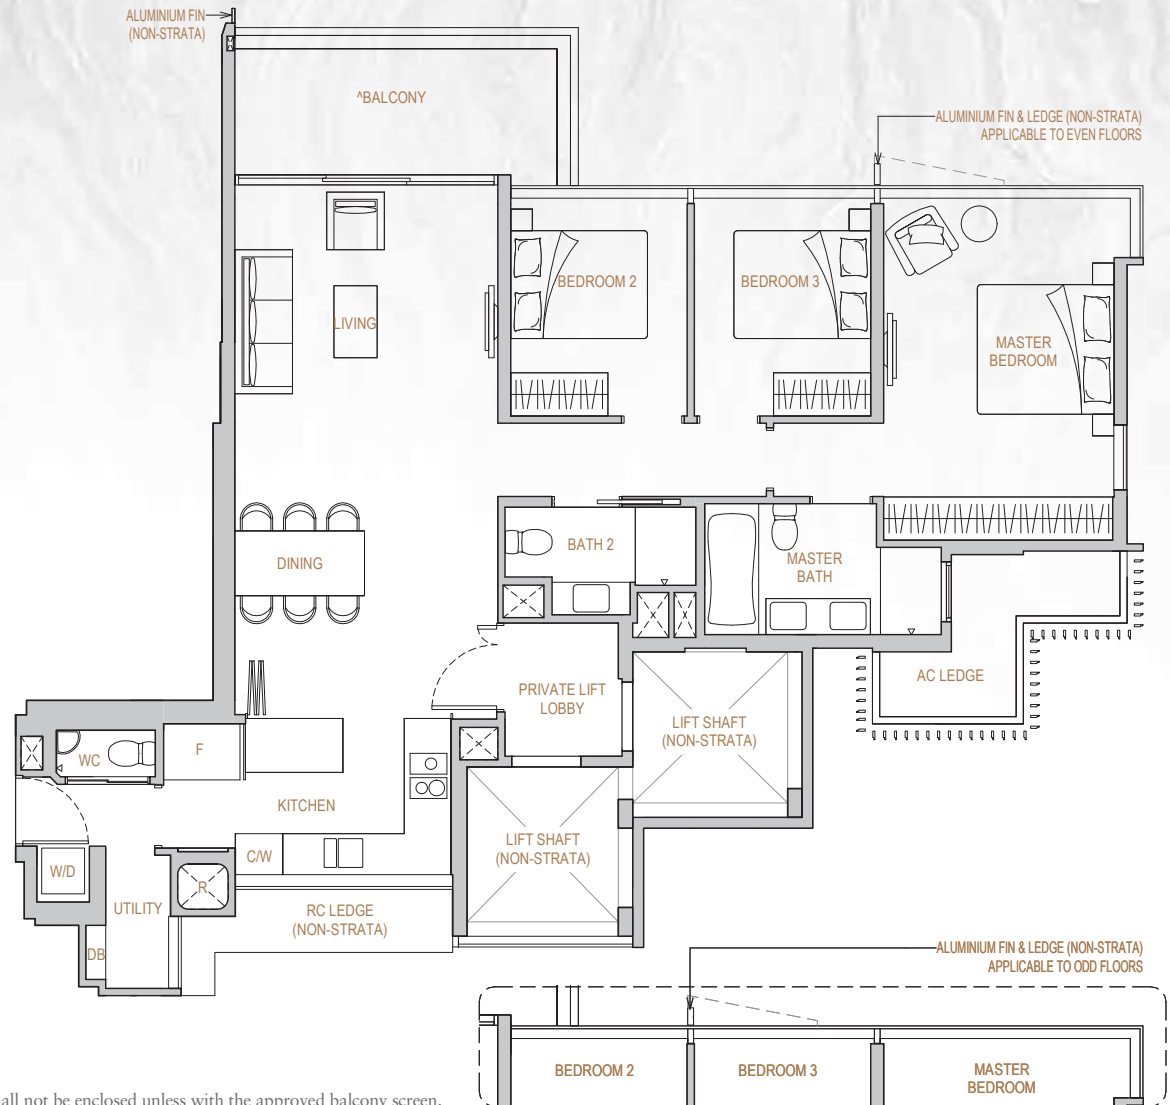 ALUMINIUM FIN
(NON-STRATA)
^BALCONY
ALUMINIUM FIN & LEDGE (NON-STRATA)
APPLICABLE TO EVEN FLOORS
BEDROOM 2
BEDROOM 3
LIVING
MASTER
BEDROOM
DINING
BATH 2
MASTER
BATH
PRIVATE LIFT
LOBBY
AC LEDGE
LIFT SHAFT
(NON-STRATA)
WC
F
KITCHEN
LIFT SHAFT
(NON-STRATA)
C/W
W/D
R
UTILITY
RC LEDGE
(NON-STRATA)
DB
ALUMINIUM FIN & LEDGE (NON-STRATA)
APPLICABLE TO ODD FLOORS
BEDROOM 2
BEDROOM 3
MASTER
BEDROOM
all not be enclosed unless with the approved balcony screen.